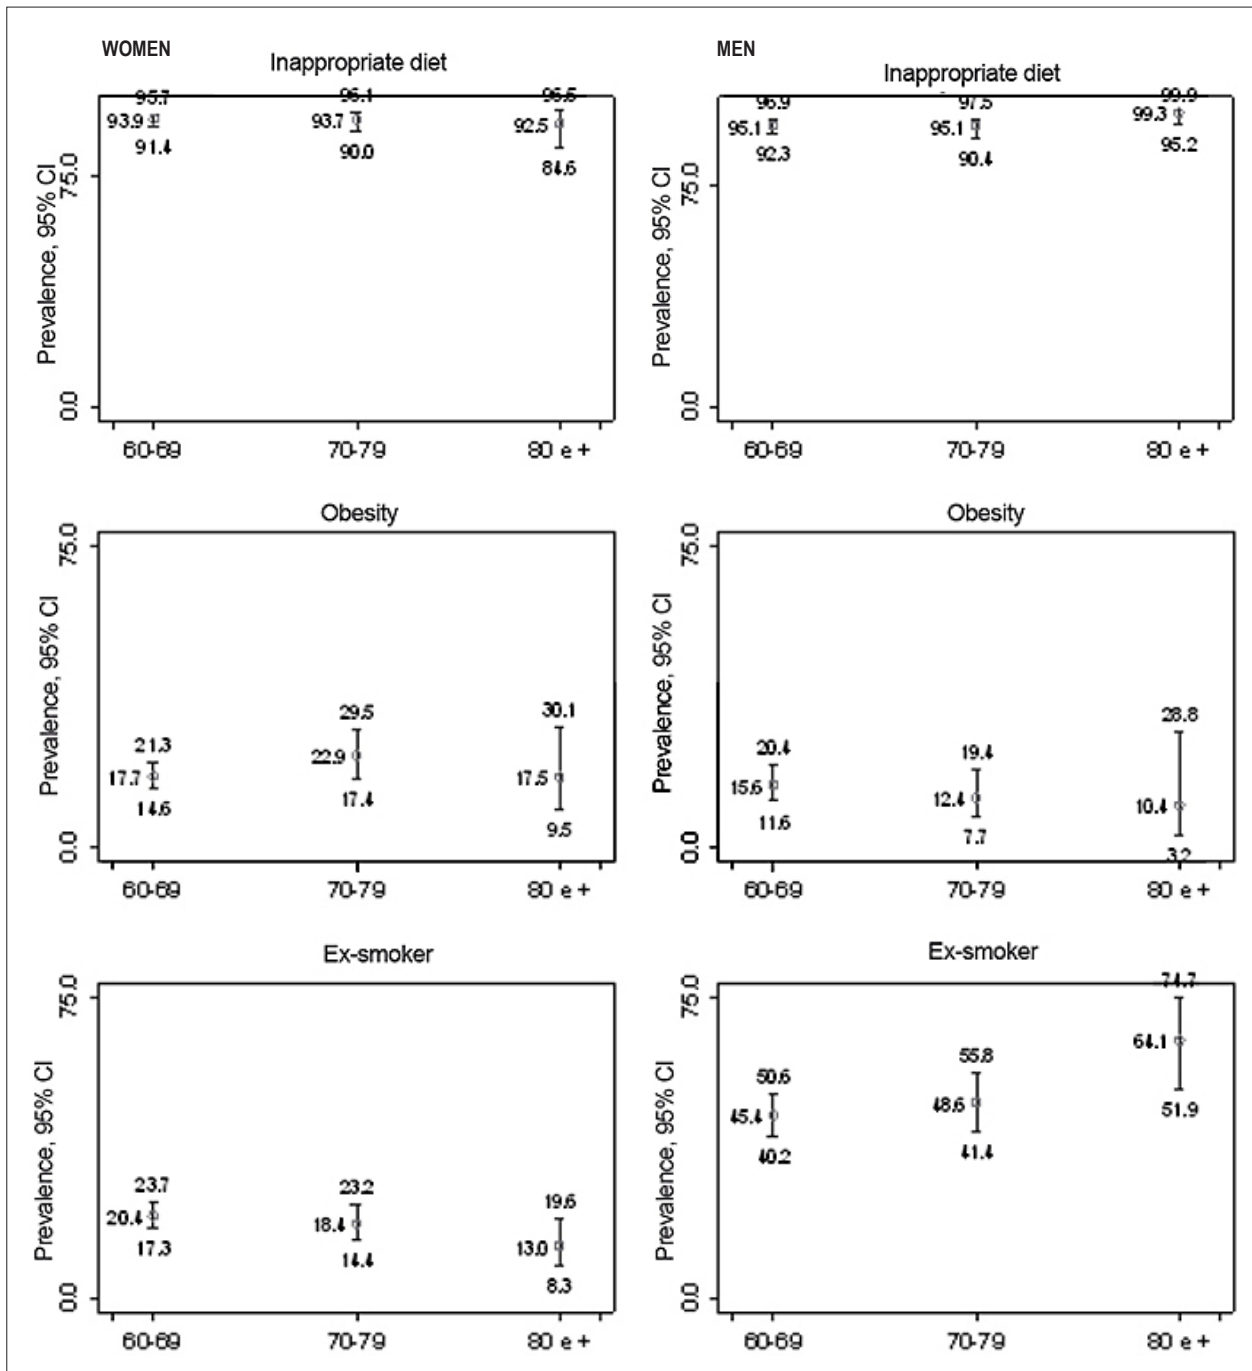 WOMEN
Inappropriate diet
95.7 96.1 96.6
93.9 93.7 92.5
91.4 90.0 84.6
75.0
0.0
Prevalence, 95% CI
60-69 70-79 80 e +
MEN
Inappropriate diet
96.9 97.5 99.9
95.1 95.1 99.3
92.3 90.4 95.2
75.0
0.0
Prevalence, 95% CI
60-69 70-79 80 e +
Obesity
75.0
0.0
Prevalence, 95% CI
21.3 29.5 30.1
17.7 22.9 17.5
14.6 17.4 9.5
60-69 70-79 80 e +
Obesity
75.0
0.0
Prevalence, 95% CI
20.4 19.4 28.8
15.6 12.4 10.4
11.6 7.7 3.2
60-69 70-79 80 e +
Ex-smoker
75.0
0.0
Prevalence, 95% CI
23.7 23.2 19.6
20.4 18.4 13.0
17.3 14.4 8.3
60-69 70-79 80 e +
Ex-smoker
75.0
0.0
Prevalence, 95% CI
50.6 55.8 74.7
45.4 48.6 64.1
40.2 41.4 51.9
60-69 70-79 80 e +